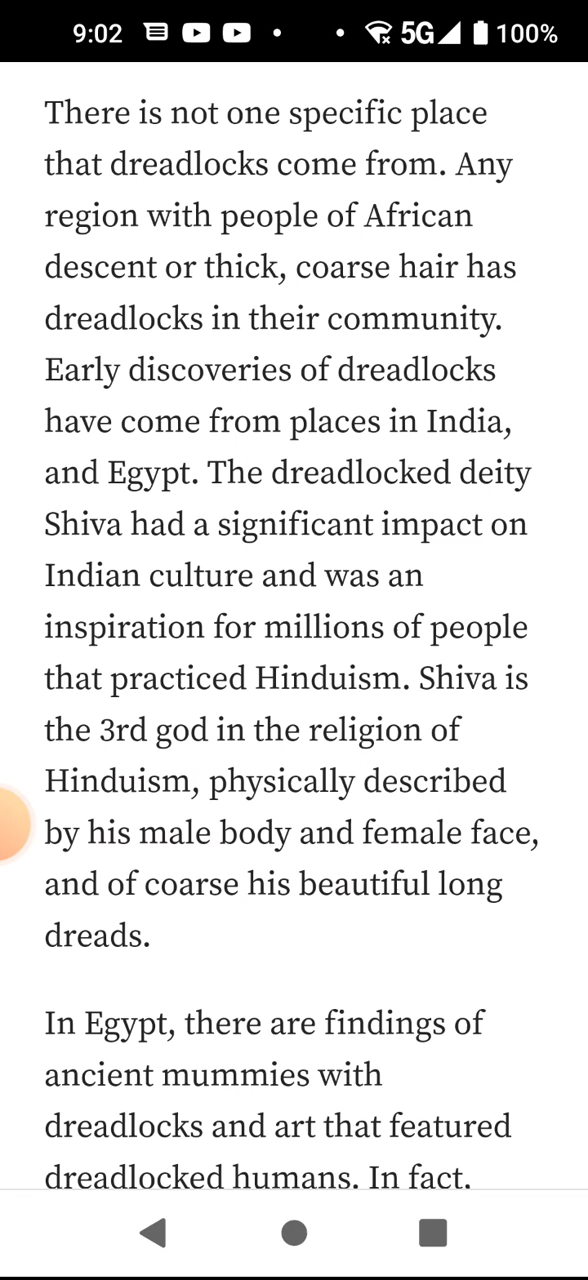 9:02 5G 100%
There is not one specific place
that dreadlocks come from. Any
region with people of African
descent or thick, coarse hair has
dreadlocks in their community.
Early discoveries of dreadlocks
have come from places in India,
and Egypt. The dreadlocked deity
Shiva had a significant impact on
Indian culture and was an
inspiration for millions of people
that practiced Hinduism. Shiva is
the 3rd god in the religion of
Hinduism, physically described
by his male body and female face,
and of coarse his beautiful long
dreads.
In Egypt, there are findings of
ancient mummies with
dreadlocks and art that featured
dreadlocked humans. In fact,